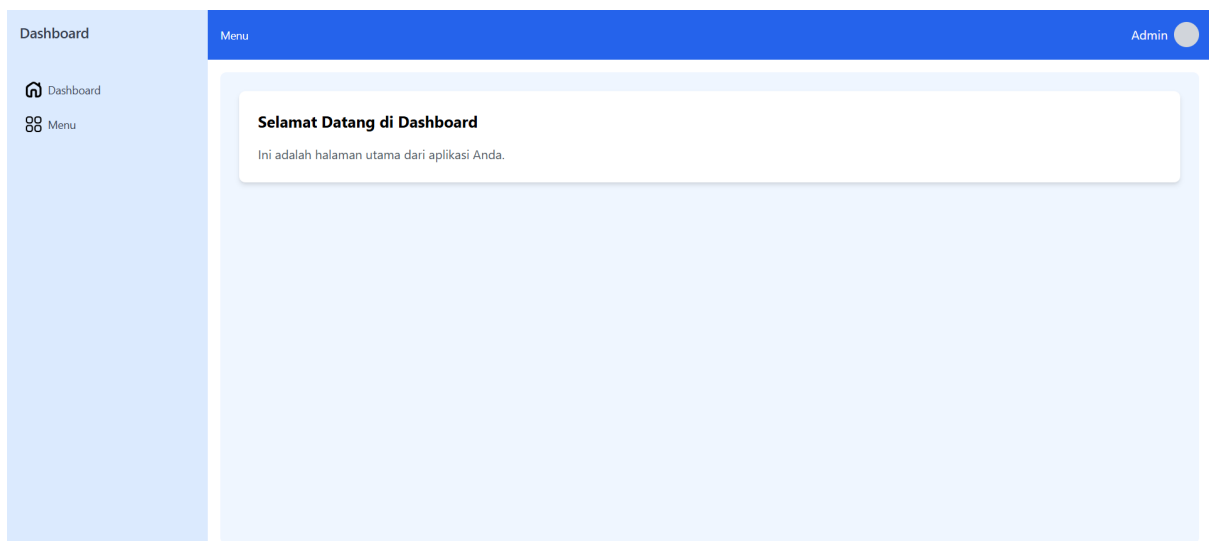 Dashboard
Menu
Admin
Dashboard
Menu
Selamat Datang di Dashboard
Ini adalah halaman utama dari aplikasi Anda.